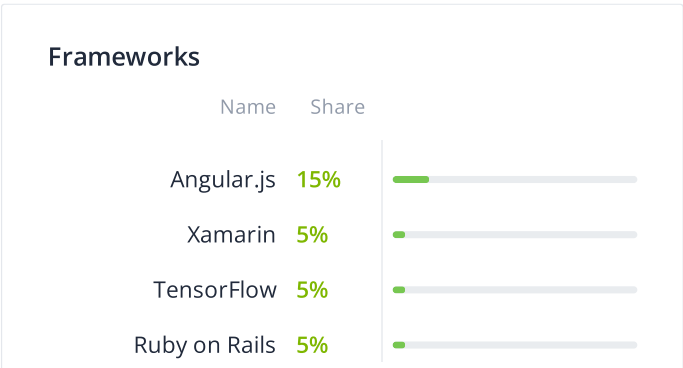 Frameworks
Name Share
Angular.js 15%
Xamarin 5%
TensorFlow 5%
Ruby on Rails 5%